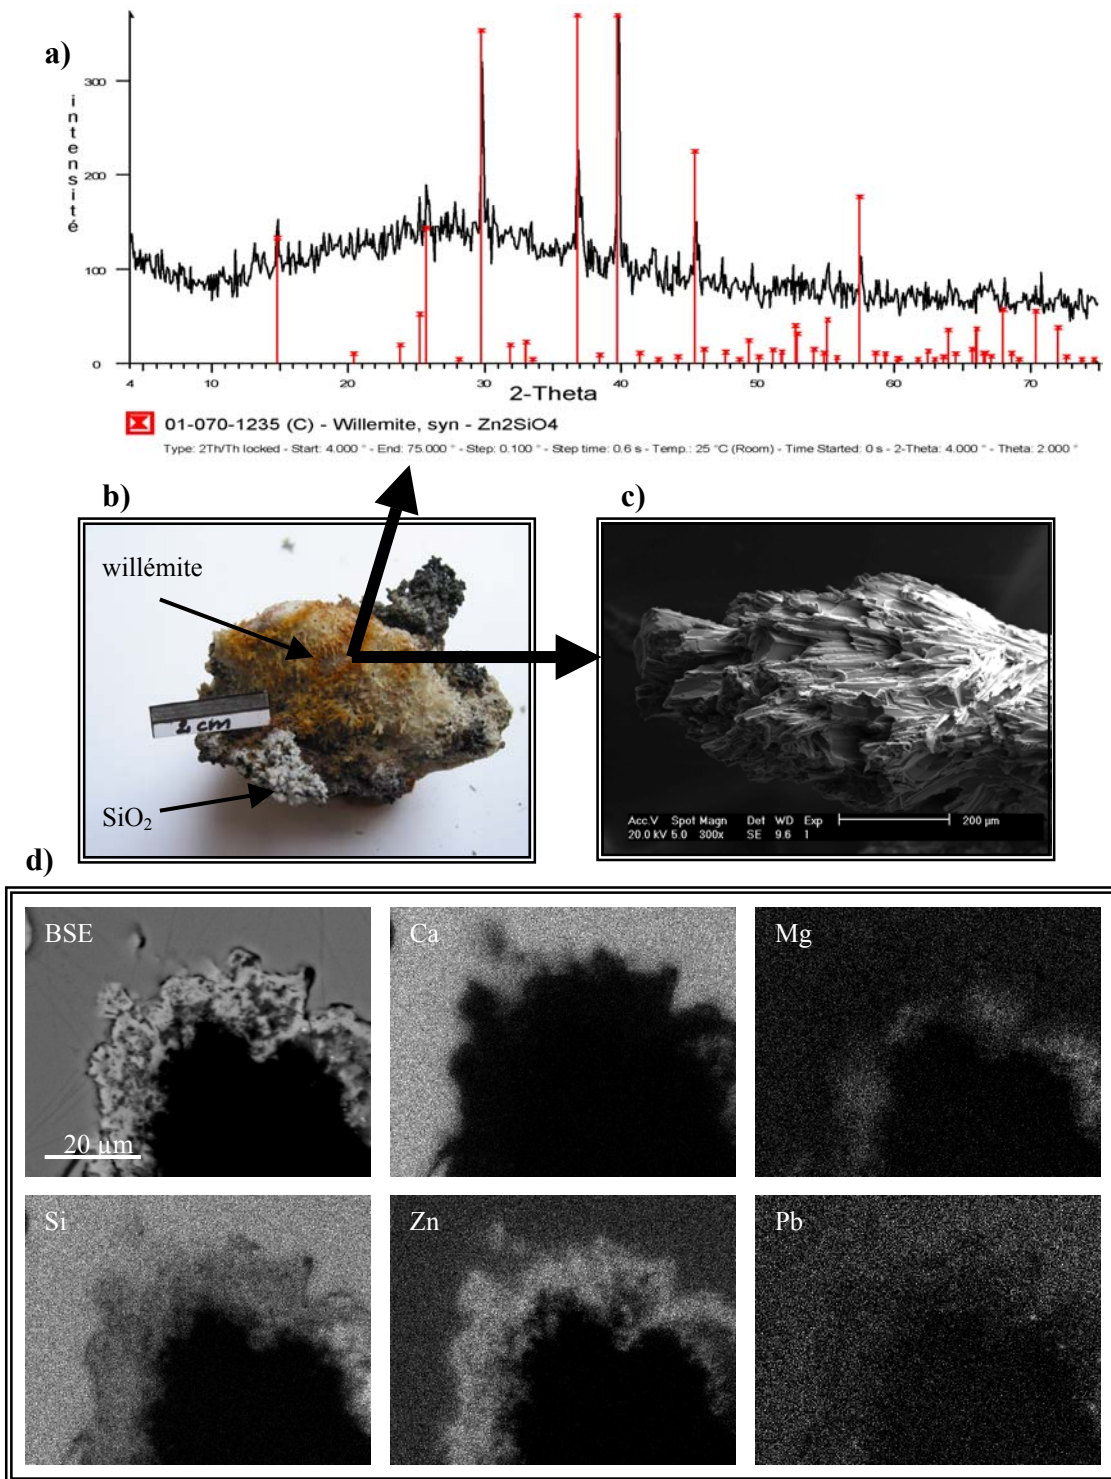 a)
intensité
300
200
100
0
4 10 20 30 40 50 60 70
2-Theta
01-070-1235 (C) - Willemite, syn - Zn2SiO4
Type: 2Th/Th locked - Start: 4.000 ° - End: 75.000 ° - Step: 0.100 ° - Step time: 0.6 s - Temp.: 25 °C (Room) - Time Started: 0 s - 2-Theta: 4.000 ° - Theta: 2.000 °
b)
willémite
2 cm
SiO₂
c)
Acc.V Spot Magn Det WD Exp
20.0 kV 5.0 300x SE 9.6 1
200 µm
d)
BSE
20 µm
Ca
Mg
Si
Zn
Pb